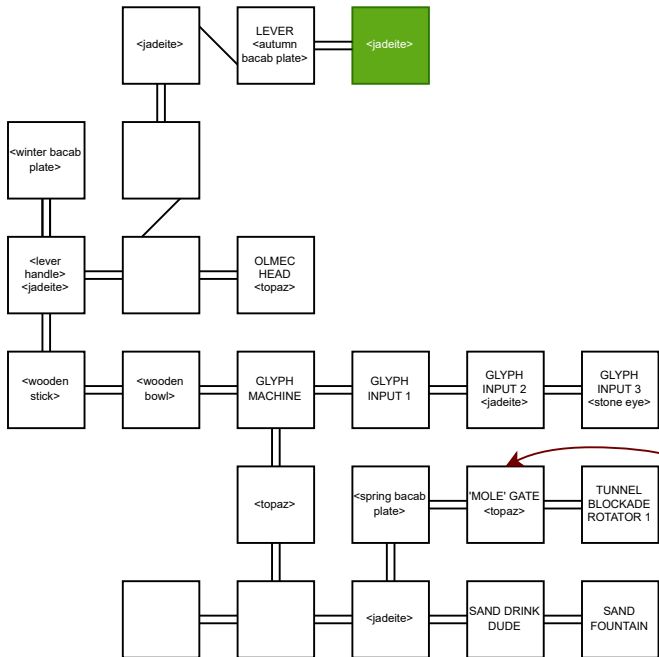 <jadeite>
LEVER
<autumn
bacab plate>
<jadeite>
<winter bacab
plate>
<lever
handle>
<jadeite>
OLMEC
HEAD
<topaz>
<wooden
stick>
<wooden
bowl>
GLYPH
MACHINE
GLYPH
INPUT 1
GLYPH
INPUT 2
<jadeite>
GLYPH
INPUT 3
<stone eye>
<topaz>
<spring bacab
plate>
'MOLE' GATE
<topaz>
TUNNEL
BLOCKADE
ROTATOR 1
<jadeite>
SAND DRINK
DUDE
SAND
FOUNTAIN